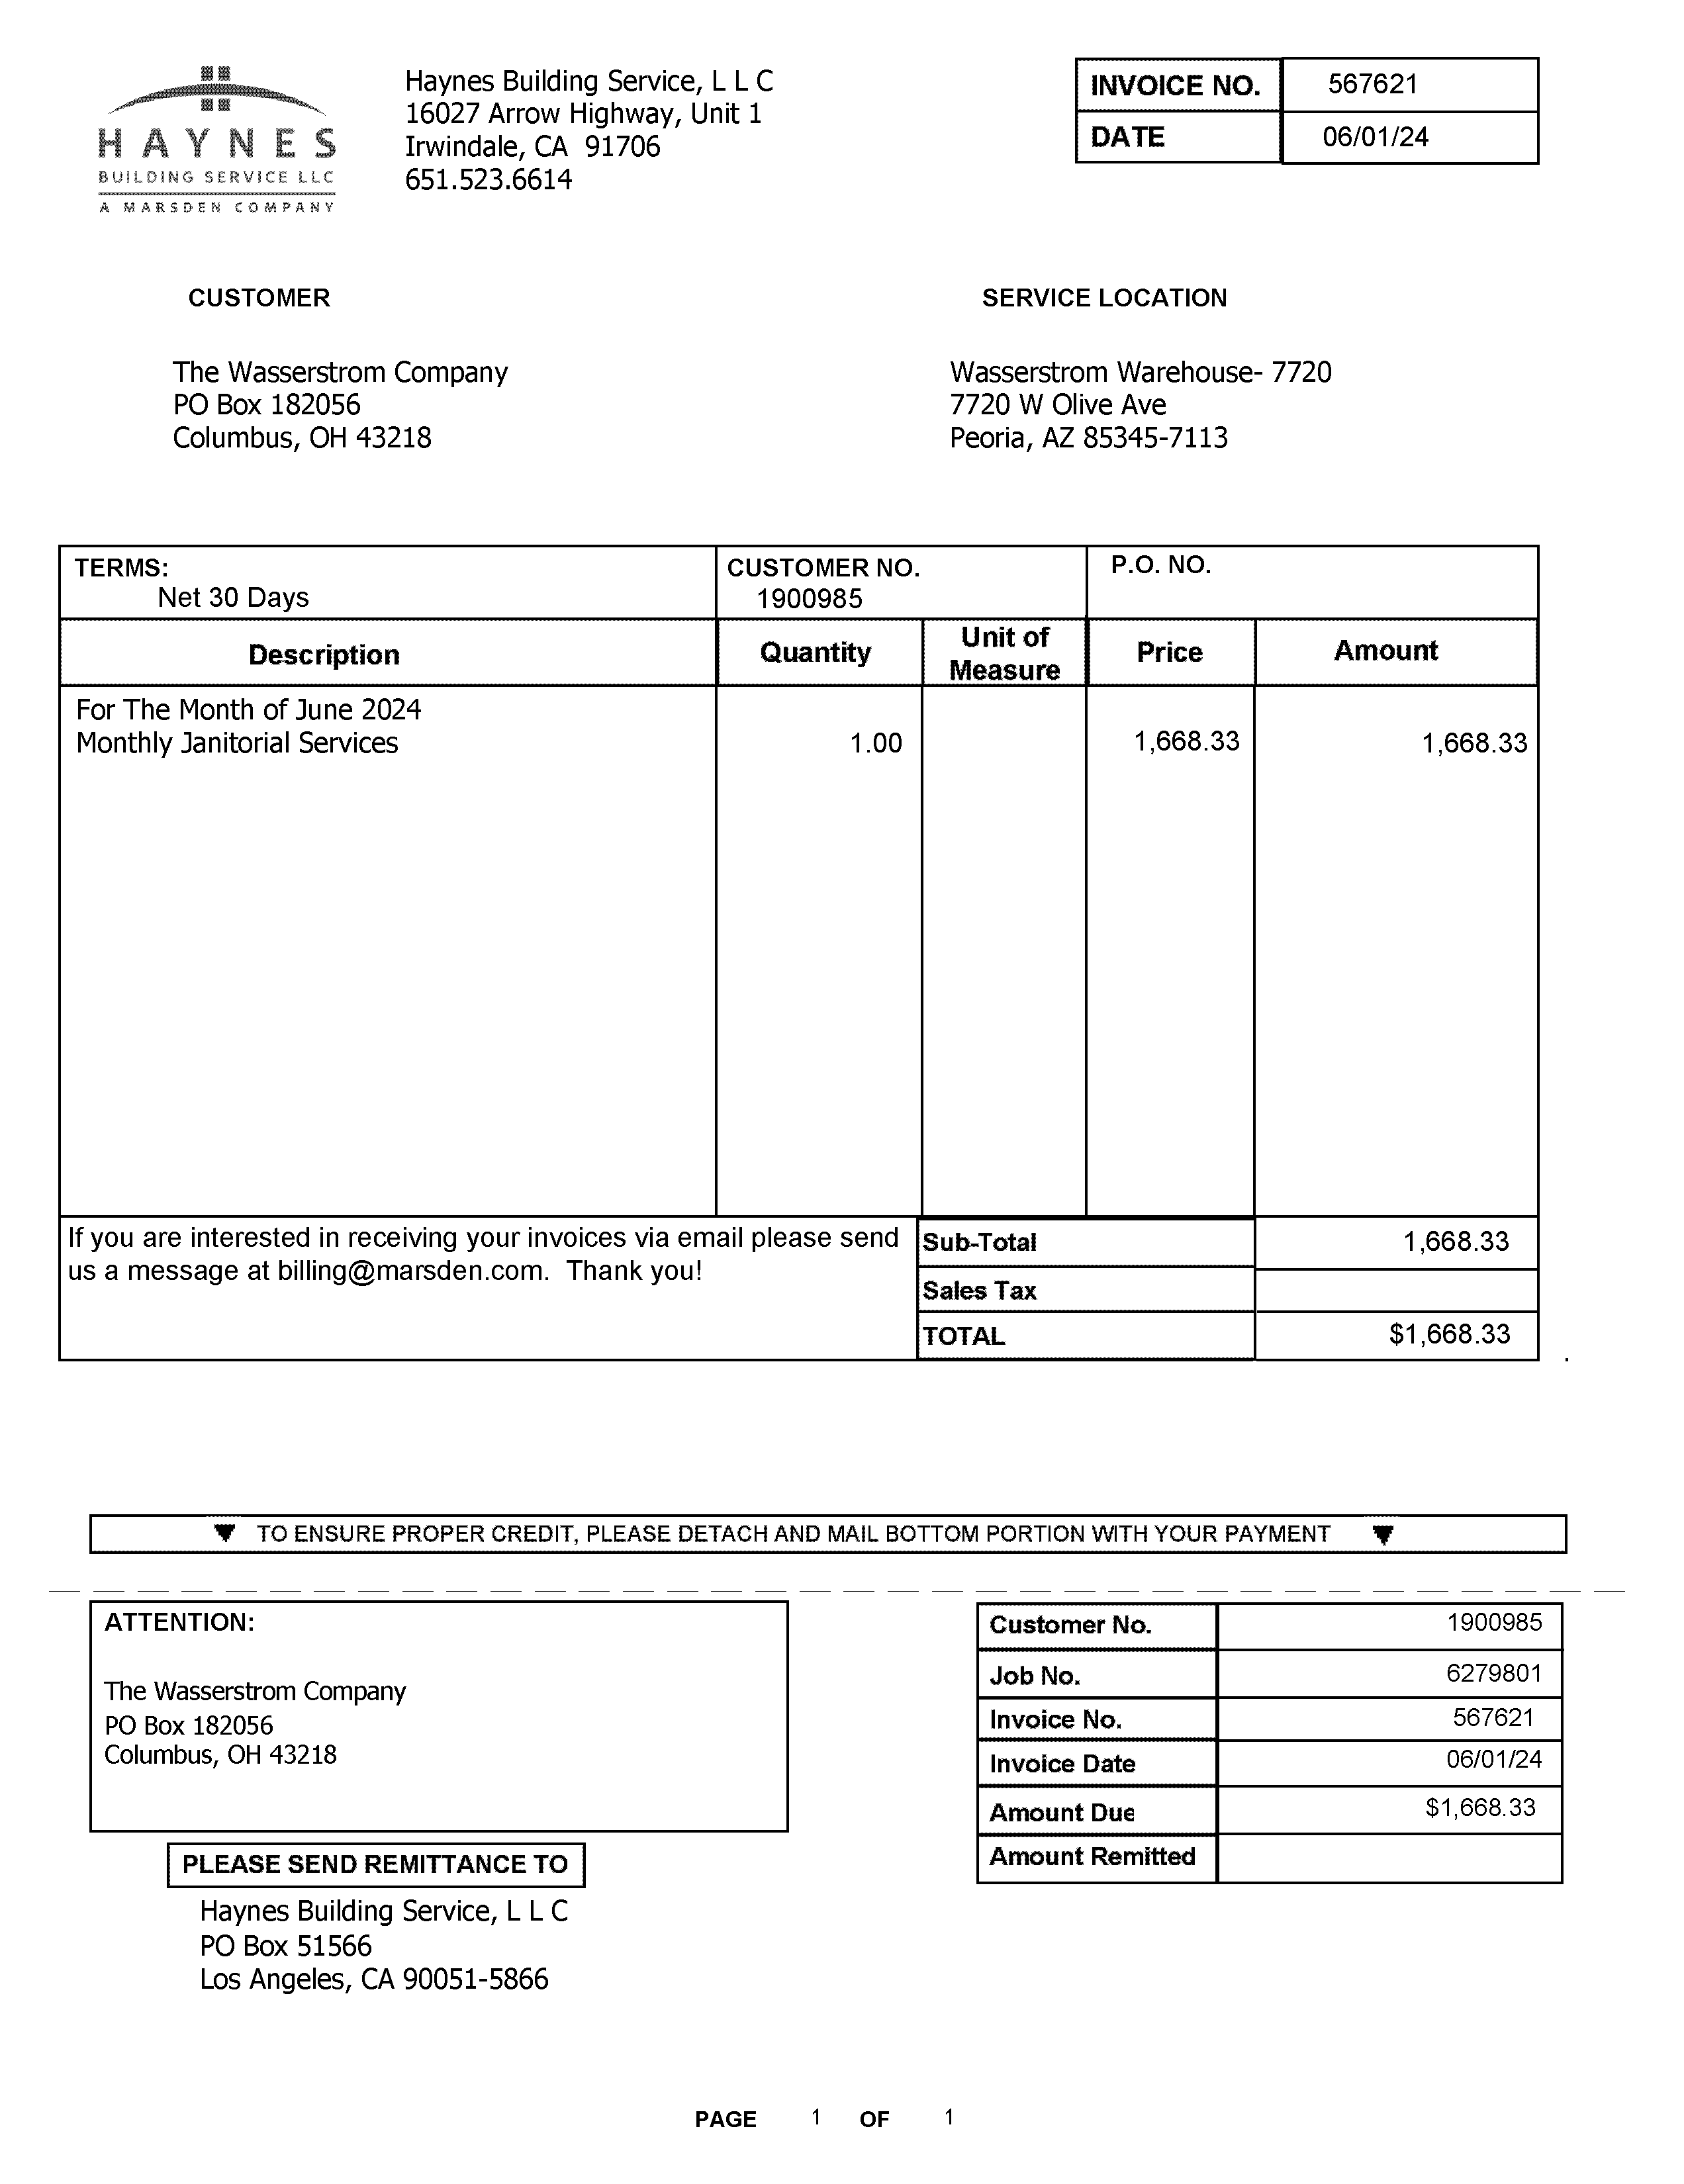 HAYNES
BUILDING SERVICE LLC
A MARSDEN COMPANY
Haynes Building Service, L L C
16027 Arrow Highway, Unit 1
Irwindale, CA  91706
651.523.6614
INVOICE NO. 567621
DATE 06/01/24
CUSTOMER
The Wasserstrom Company
PO Box 182056
Columbus, OH 43218
SERVICE LOCATION
Wasserstrom Warehouse- 7720
7720 W Olive Ave
Peoria, AZ 85345-7113
TERMS:
Net 30 Days
CUSTOMER NO.
1900985
P.O. NO.
Description Quantity Unit of Measure Price Amount
For The Month of June 2024
Monthly Janitorial Services 1.00 1,668.33 1,668.33
If you are interested in receiving your invoices via email please send
us a message at billing@marsden.com.  Thank you!
Sub-Total 1,668.33
Sales Tax
TOTAL $1,668.33
.
▼ TO ENSURE PROPER CREDIT, PLEASE DETACH AND MAIL BOTTOM PORTION WITH YOUR PAYMENT ▼
ATTENTION:
The Wasserstrom Company
PO Box 182056
Columbus, OH 43218
Customer No. 1900985
Job No. 6279801
Invoice No. 567621
Invoice Date 06/01/24
Amount Due $1,668.33
Amount Remitted
PLEASE SEND REMITTANCE TO
Haynes Building Service, L L C
PO Box 51566
Los Angeles, CA 90051-5866
PAGE 1 OF 1